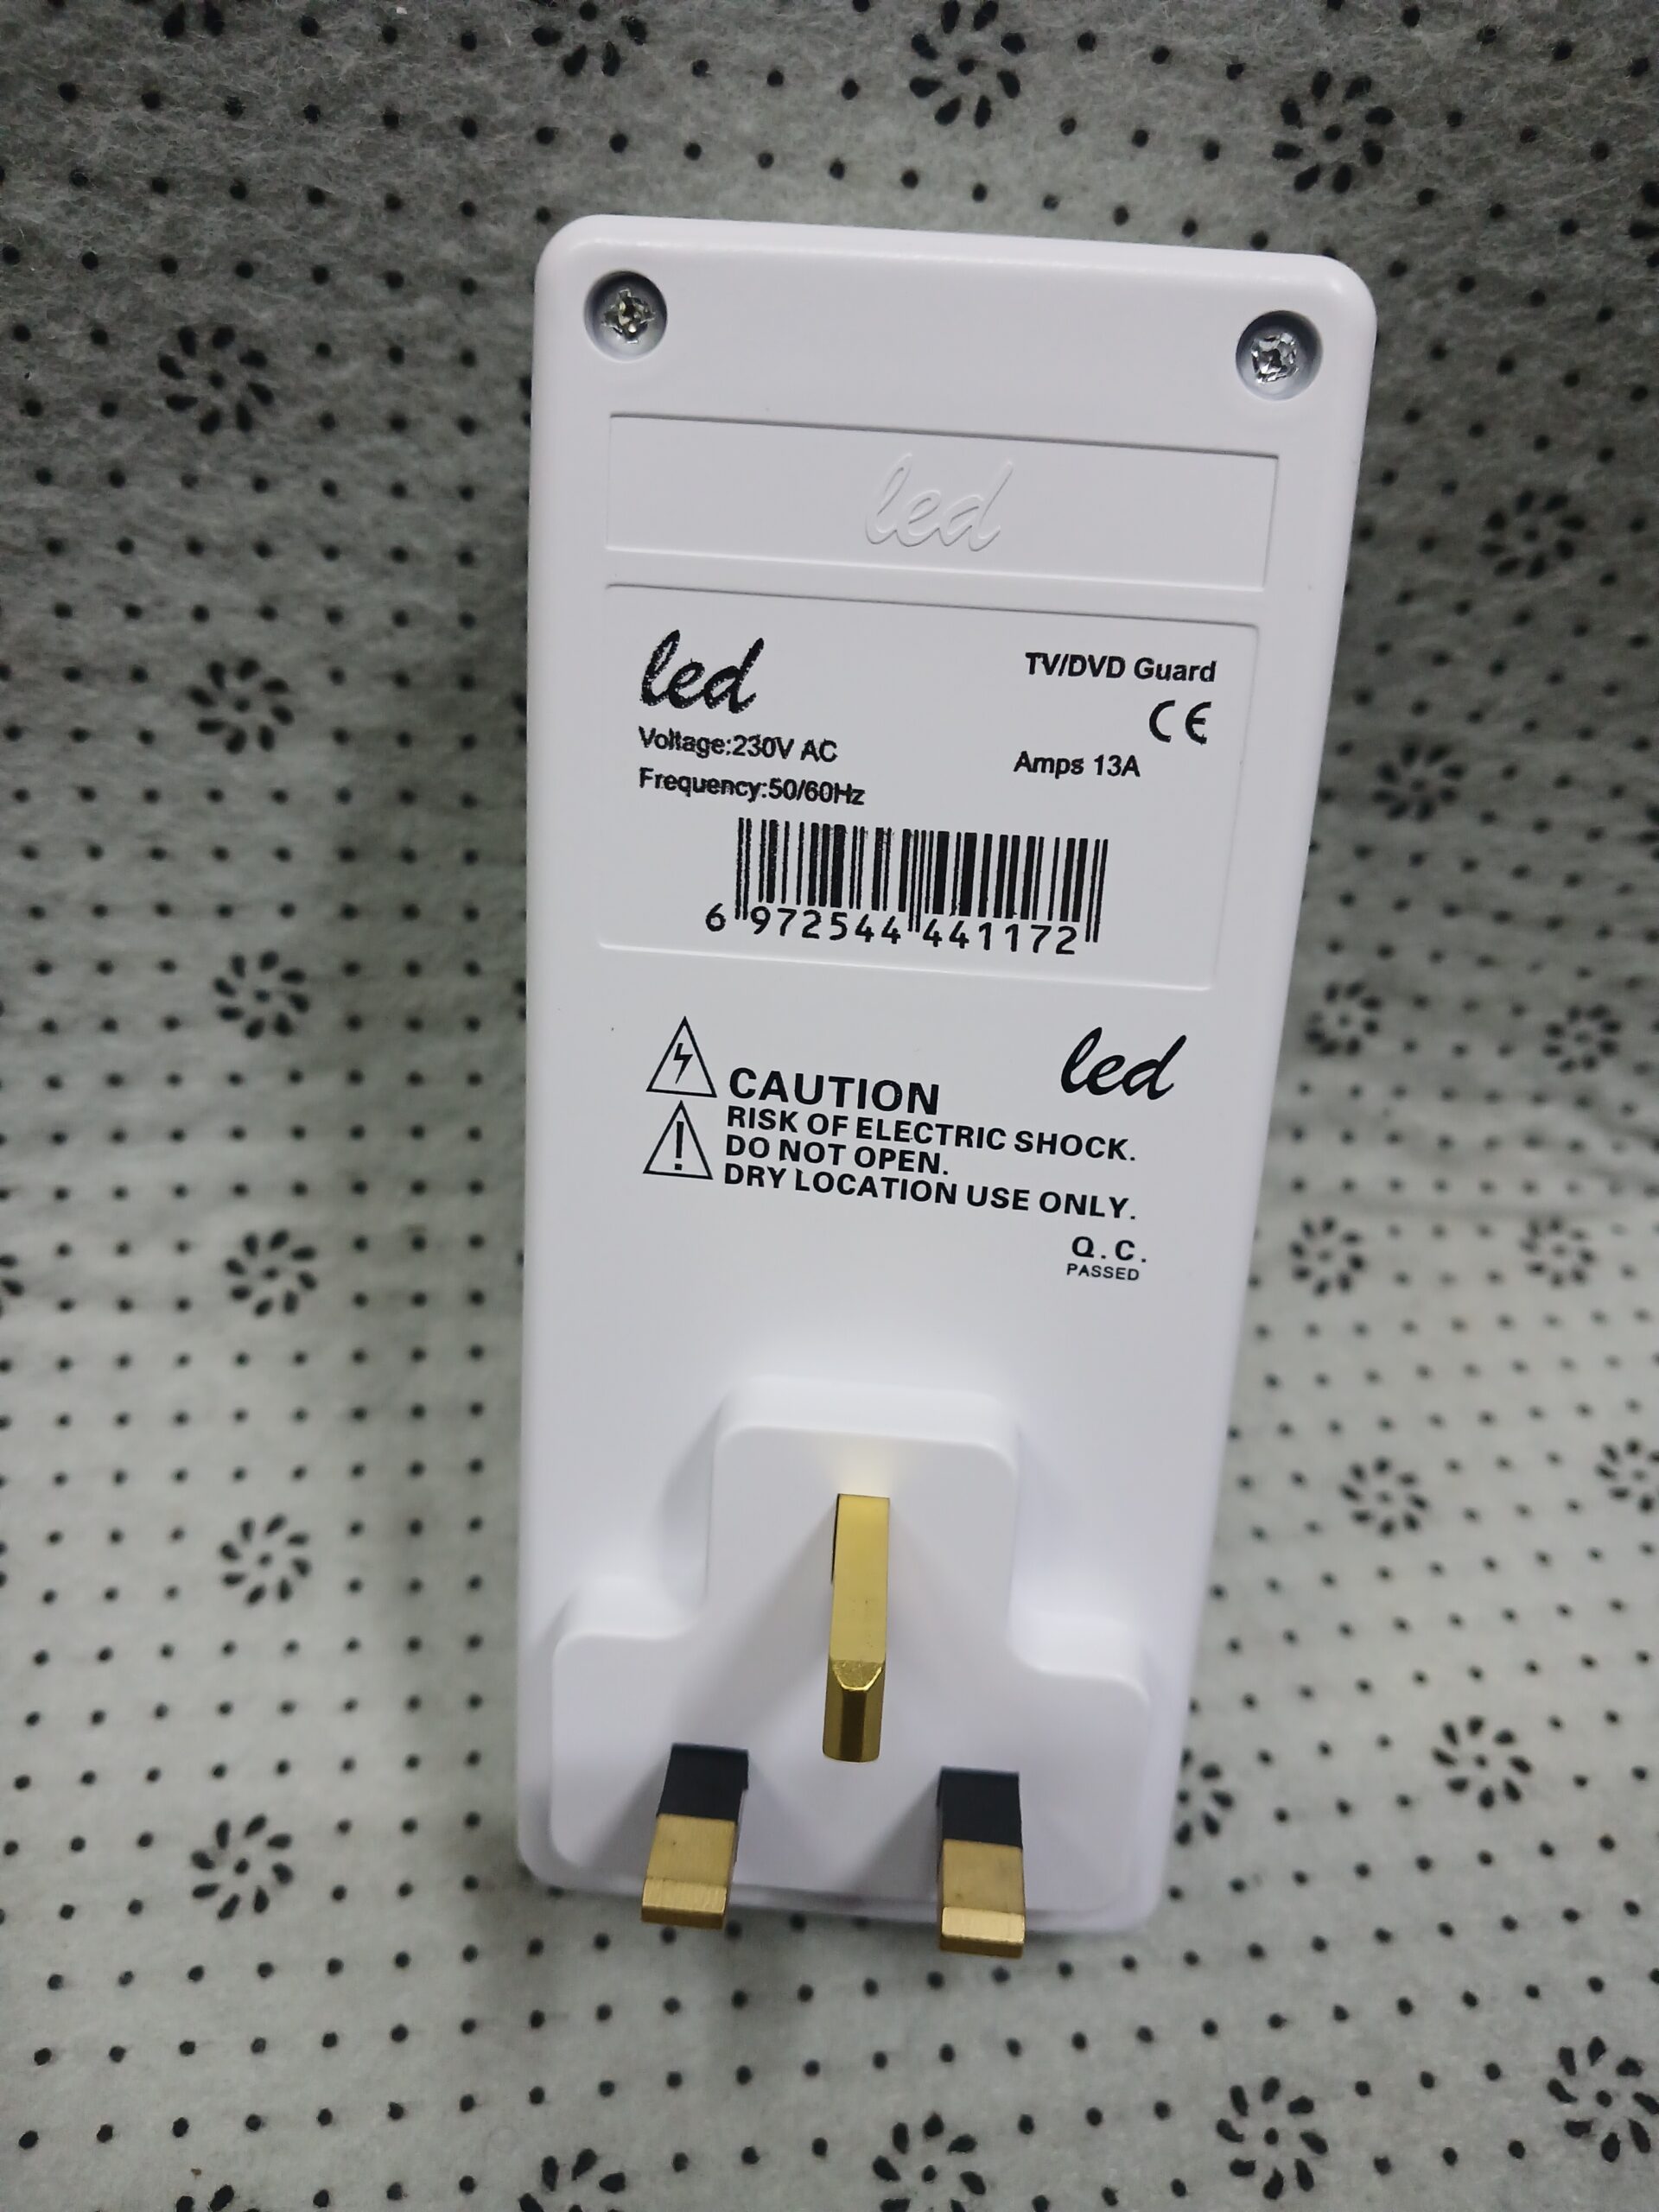 led
led
TV/DVD Guard
CE
Voltage:230V AC
Amps 13A
Frequency:50/60Hz
6 972544 441172
led
CAUTION
RISK OF ELECTRIC SHOCK.
DO NOT OPEN.
DRY LOCATION USE ONLY.
Q.C.
PASSED